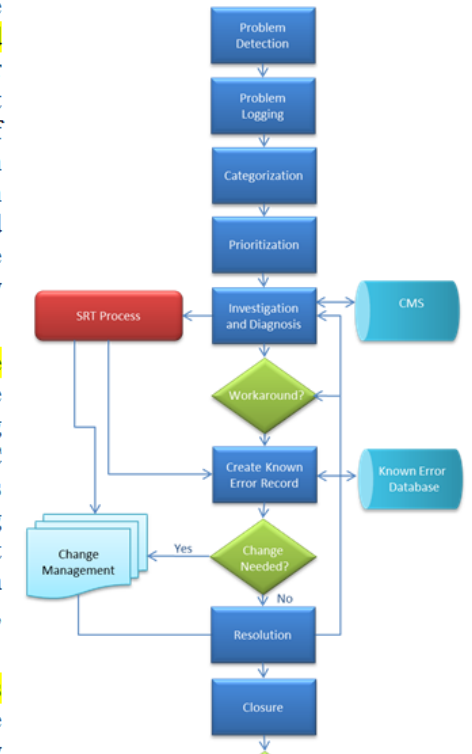 Problem
Detection
Problem
Logging
Categorization
Prioritization
SRT Process
Investigation
and Diagnosis
CMS
Workaround?
Create Known
Error Record
Known Error
Database
Change
Management
Yes
Change
Needed?
No
Resolution
Closure